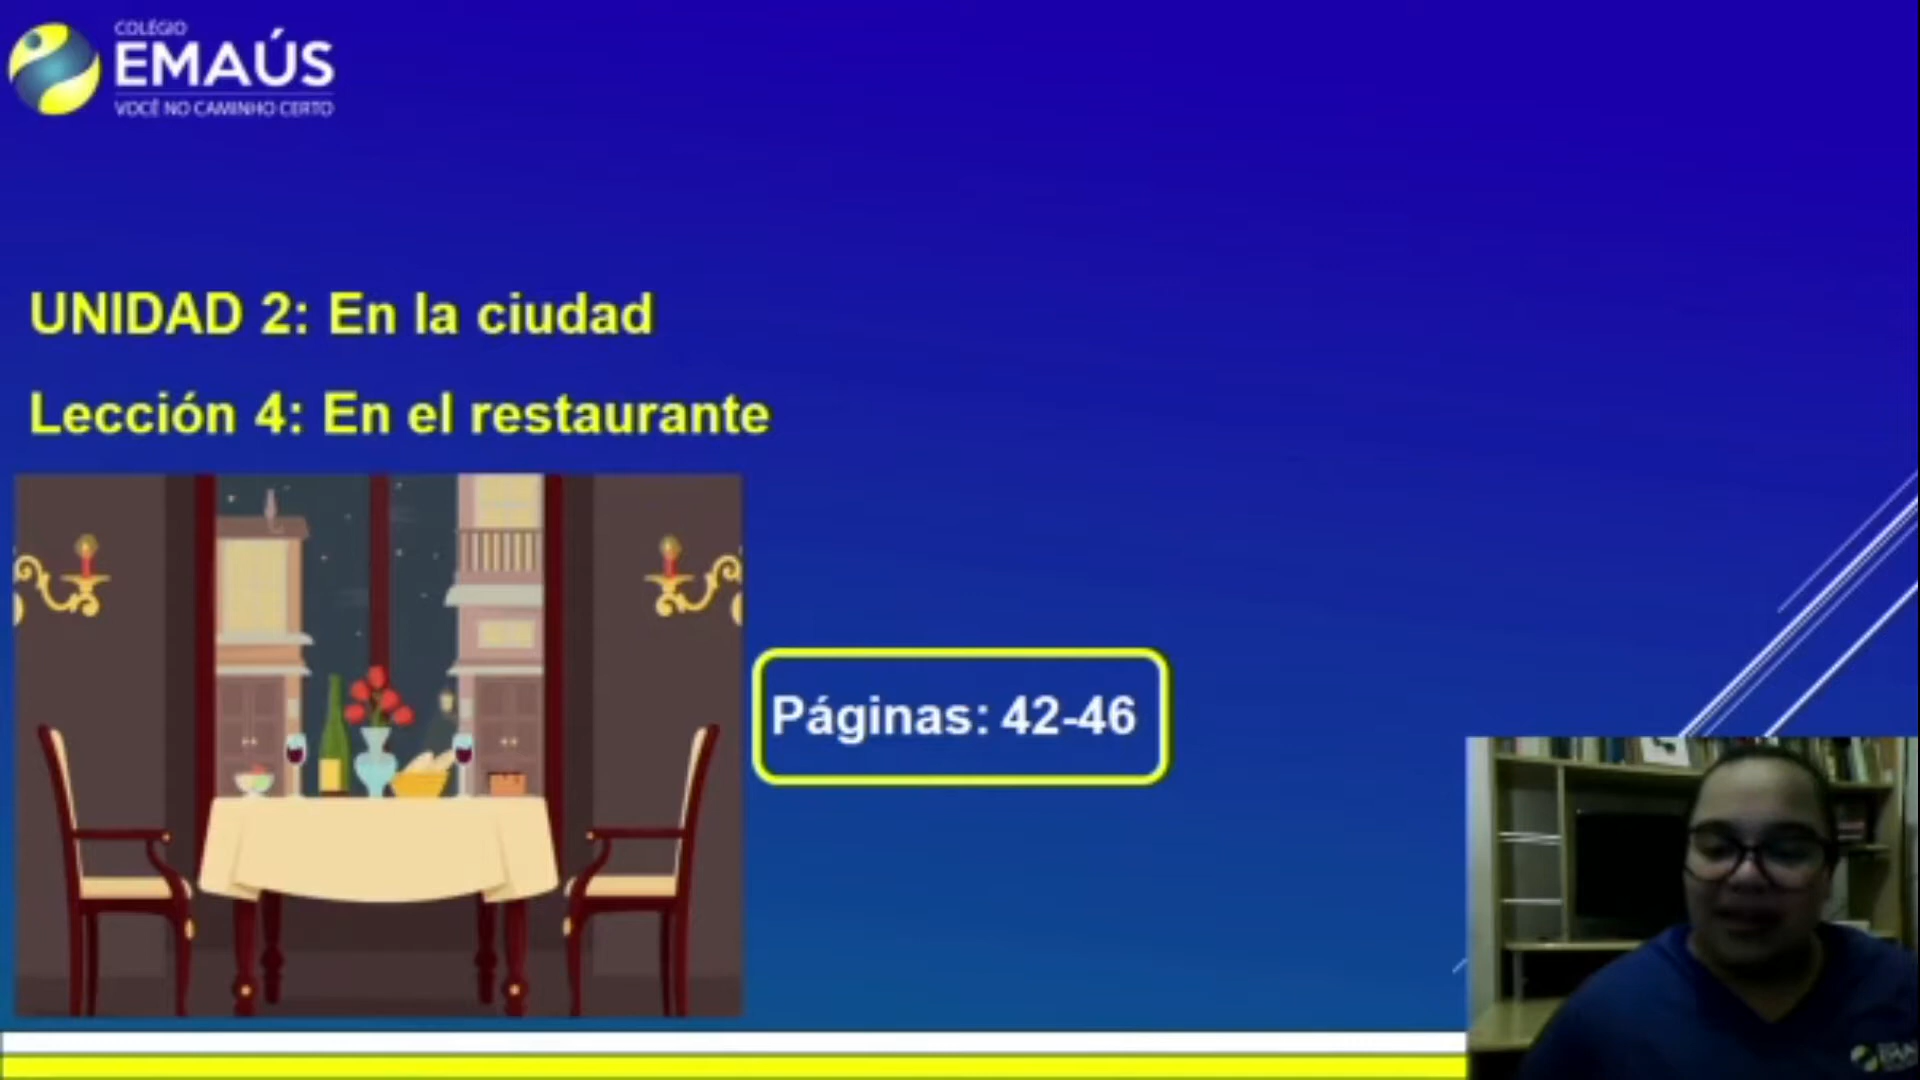 COLÉGIO
EMAÚS
VOCÊ NO CAMINHO CERTO
UNIDAD 2: En la ciudad
Lección 4: En el restaurante
Páginas: 42-46